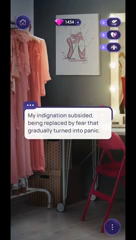 1434
My indignation subsided,
being replaced by fear that
gradually turned into panic.